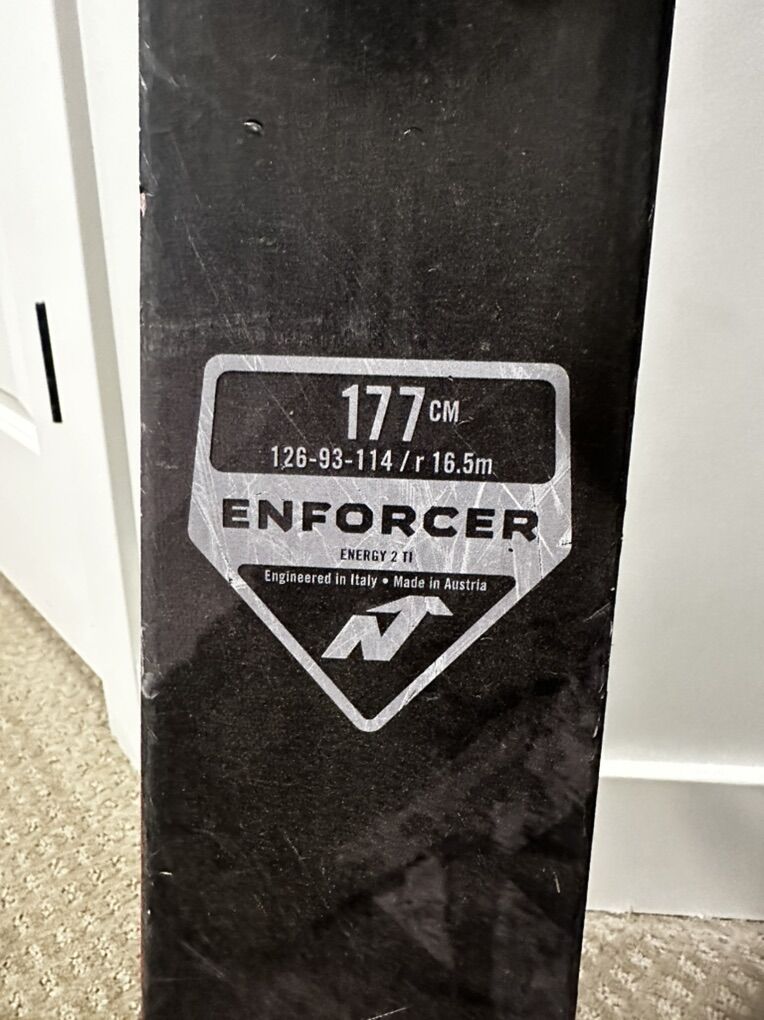 177 CM
126-93-114 / r 16.5m
ENFORCER
ENERGY 2 TI
Engineered in Italy • Made in Austria